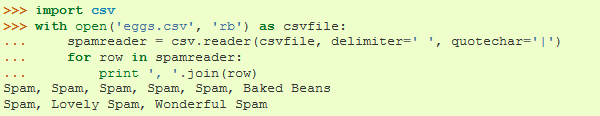 >>> import csv
>>> with open('eggs.csv', 'rb') as csvfile:
...     spamreader = csv.reader(csvfile, delimiter=' ', quotechar='|')
...     for row in spamreader:
...         print ', '.join(row)
Spam, Spam, Spam, Spam, Spam, Baked Beans
Spam, Lovely Spam, Wonderful Spam